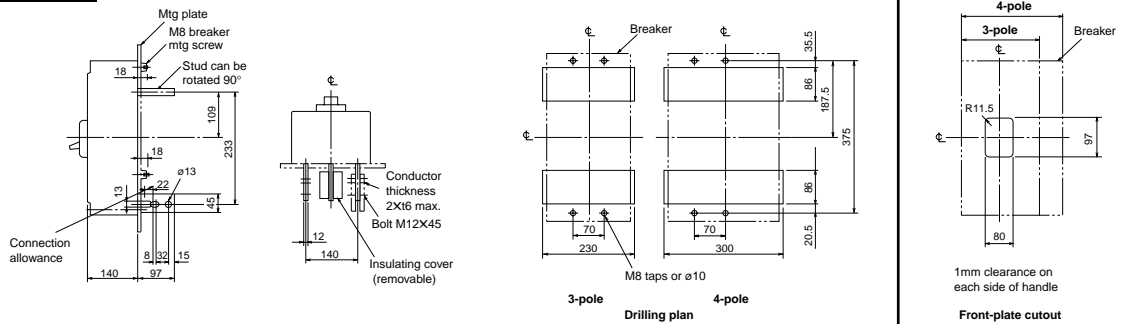 Mtg plate
M8 breaker
mtg screw
Stud can be
rotated 90°
18
109
233
18
ø13
22
13
45
Connection
allowance
8
32
15
140
97
℄
Conductor
thickness
2×t6 max.
Bolt M12×45
12
140
Insulating cover
(removable)
℄
Breaker
℄
35.5
86
187.5
375
℄
86
20.5
70
230
70
300
M8 taps or ø10
3-pole
4-pole
Drilling plan
4-pole
3-pole
℄
Breaker
R11.5
℄
97
80
1mm clearance on
each side of handle
Front-plate cutout